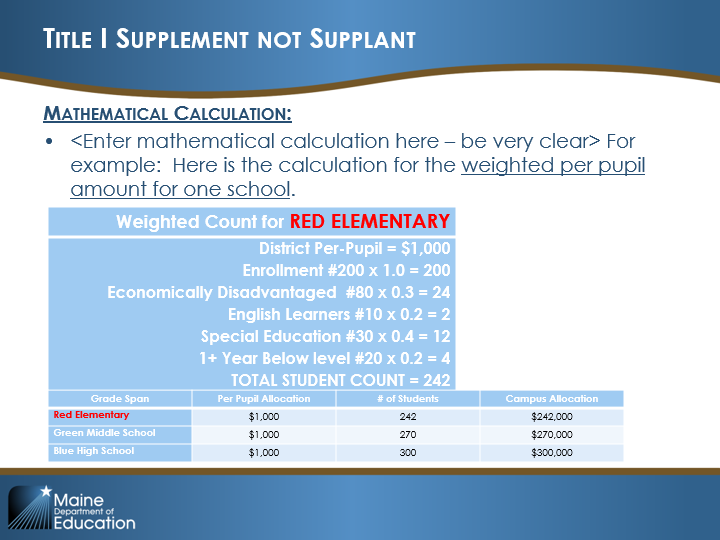 TITLE I SUPPLEMENT NOT SUPPLANT
MATHEMATICAL CALCULATION:
• <Enter mathematical calculation here – be very clear> For
example:  Here is the calculation for the weighted per pupil
amount for one school.
Weighted Count for RED ELEMENTARY
District Per-Pupil = $1,000
Enrollment #200 x 1.0 = 200
Economically Disadvantaged  #80 x 0.3 = 24
English Learners #10 x 0.2 = 2
Special Education #30 x 0.4 = 12
1+ Year Below level #20 x 0.2 = 4
TOTAL STUDENT COUNT = 242
Grade Span Per Pupil Allocation # of Students Campus Allocation
Red Elementary $1,000 242 $242,000
Green Middle School $1,000 270 $270,000
Blue High School $1,000 300 $300,000
Maine
Department of
Education